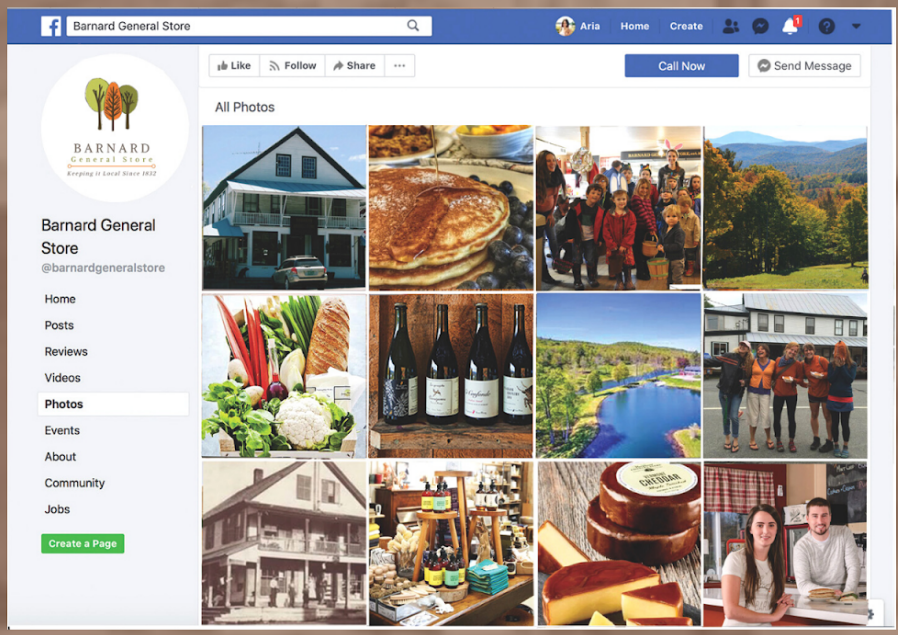 Barnard General Store
Aria
Home
Create
1
?
BARNARD
General Store
Keeping it Local Since 1832
Like
Follow
Share
...
Call Now
Send Message
All Photos
Barnard General
Store
@barnardgeneralstore
Home
Posts
Reviews
Videos
Photos
Events
About
Community
Jobs
Create a Page
BARNARD GENERAL
CHEDDAR